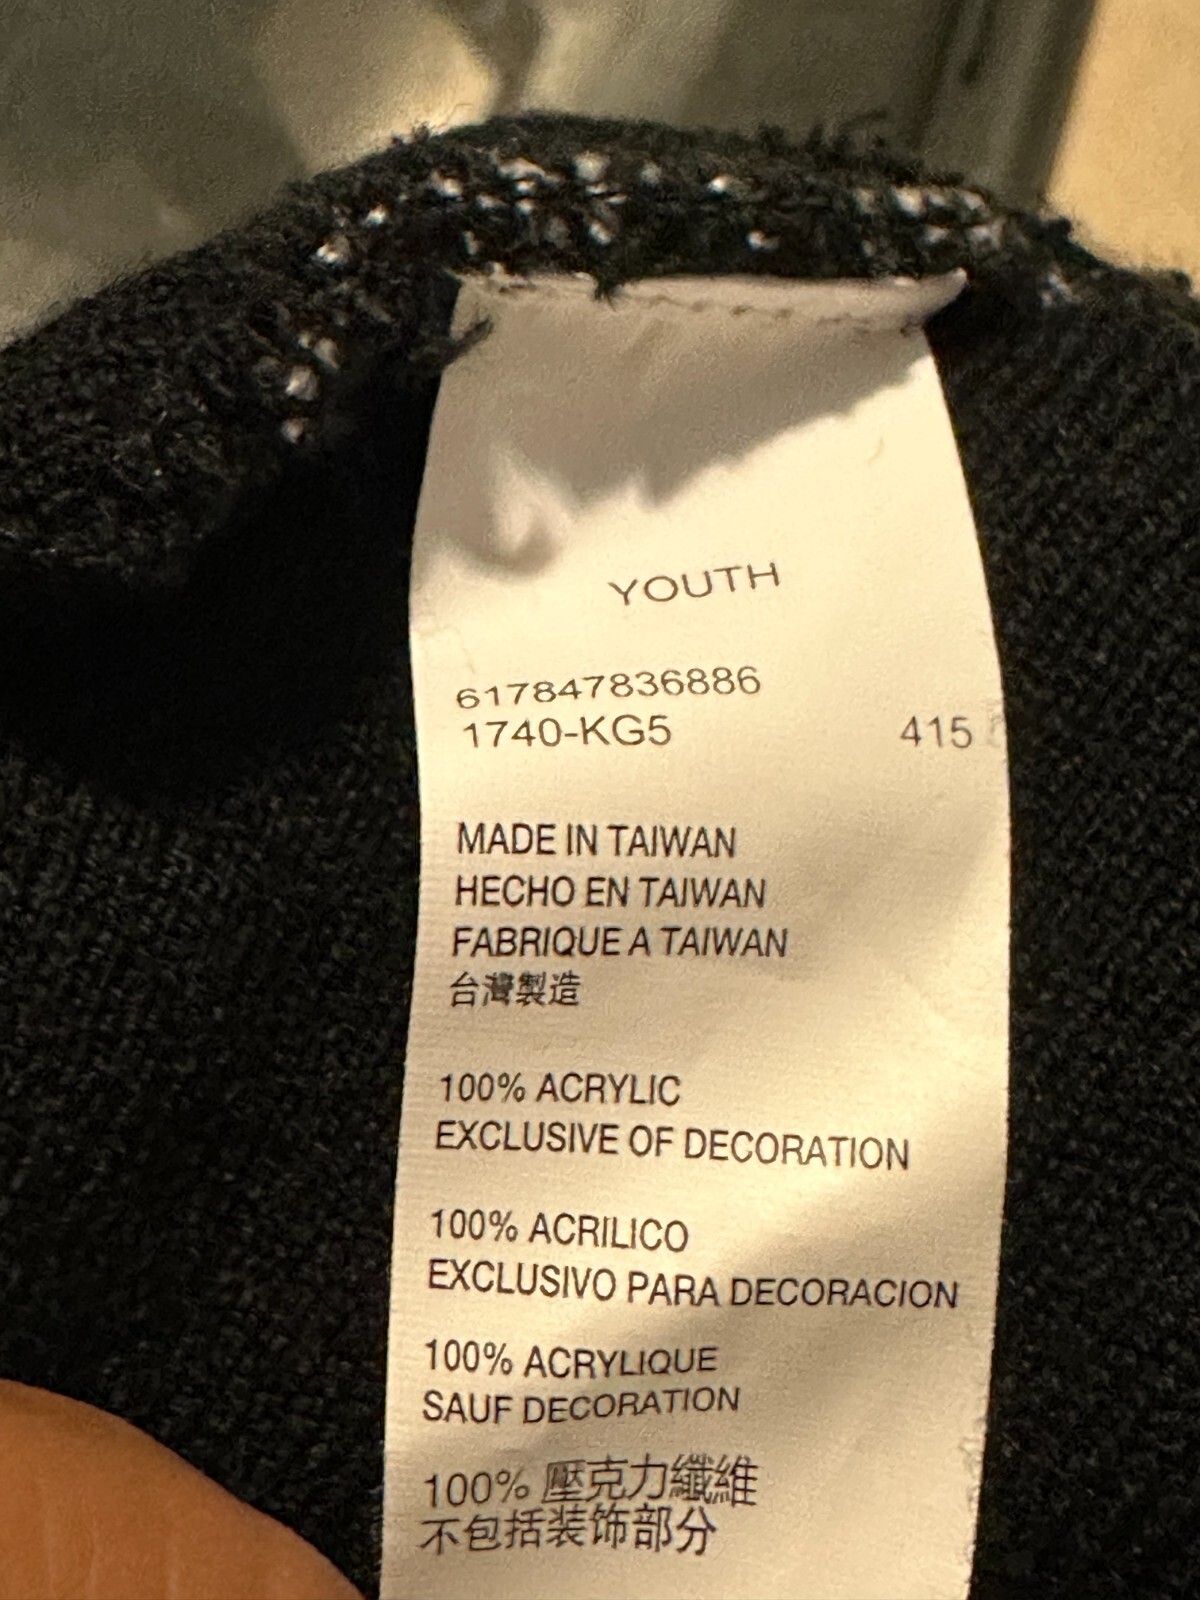 YOUTH
617847836886
1740-KG5 415
MADE IN TAIWAN
HECHO EN TAIWAN
FABRIQUE A TAIWAN
台灣製造
100% ACRYLIC
EXCLUSIVE OF DECORATION
100% ACRILICO
EXCLUSIVO PARA DECORACION
100% ACRYLIQUE
SAUF DECORATION
100% 壓克力纖維
不包括装饰部分